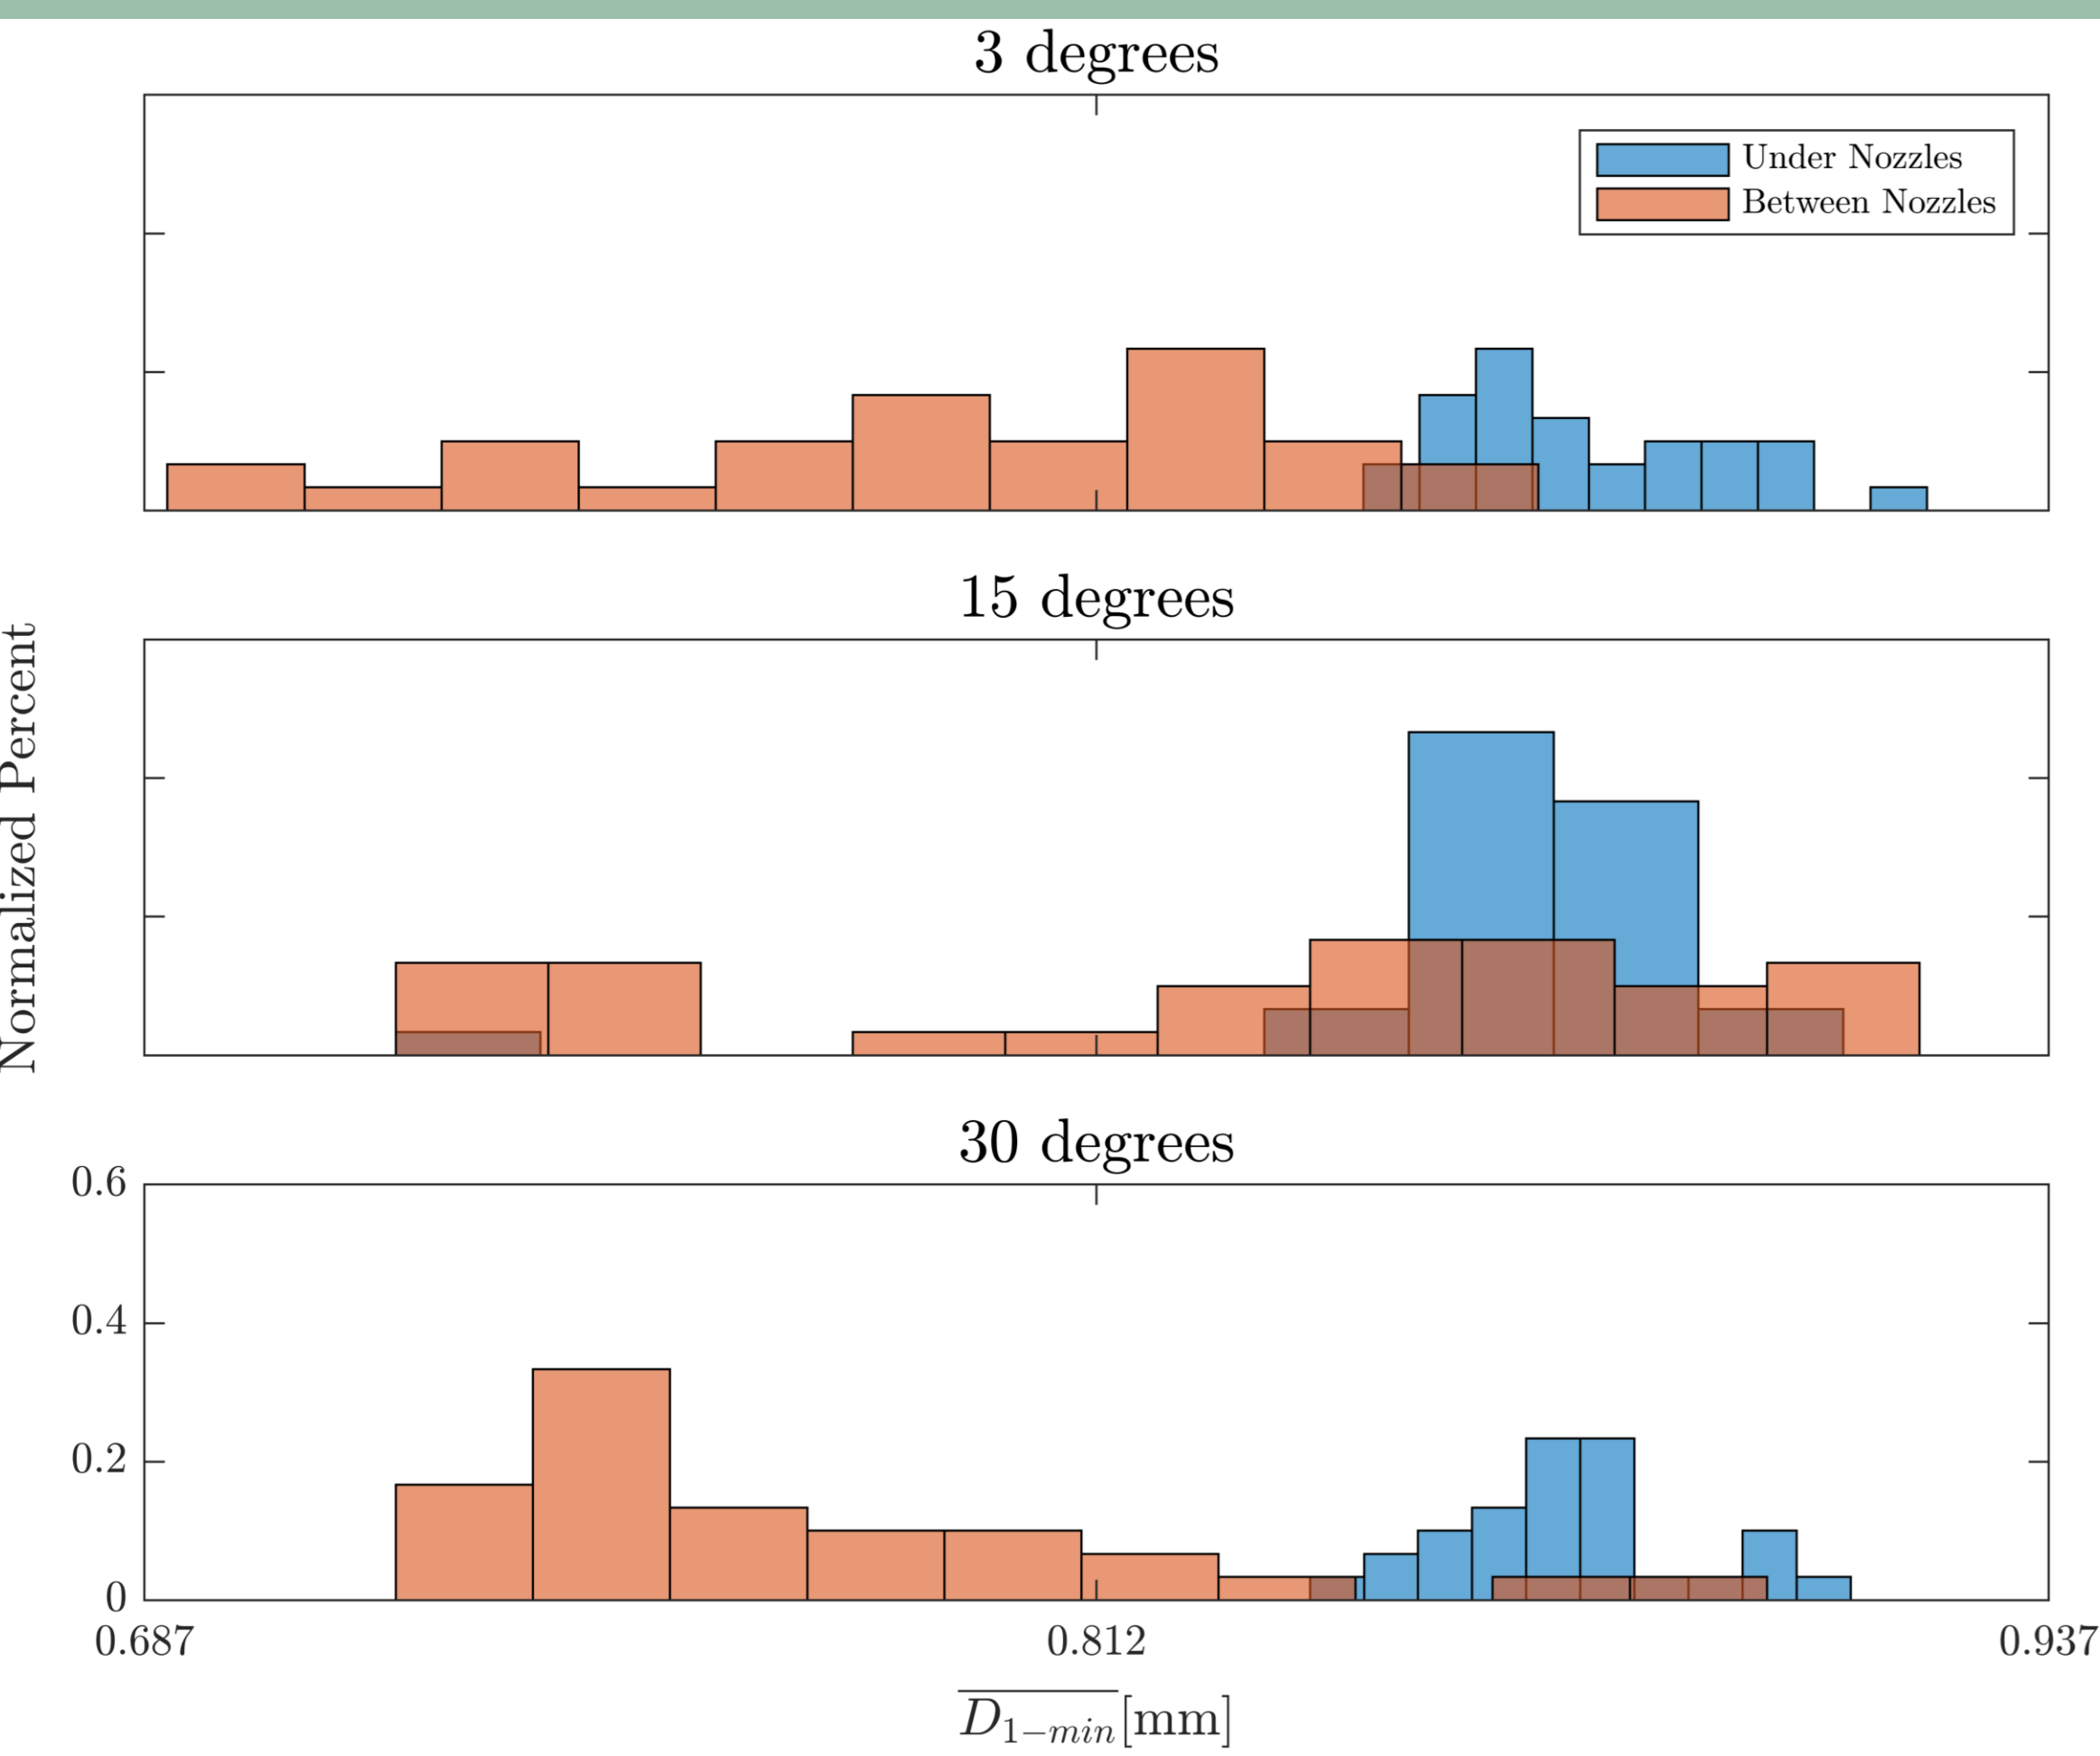 3 degrees
Under Nozzles
Between Nozzles
15 degrees
Normalized Percent
30 degrees
0.6
0.4
0.2
0
0.687 0.812 0.937
D̅₁₋ₘᵢₙ[mm]